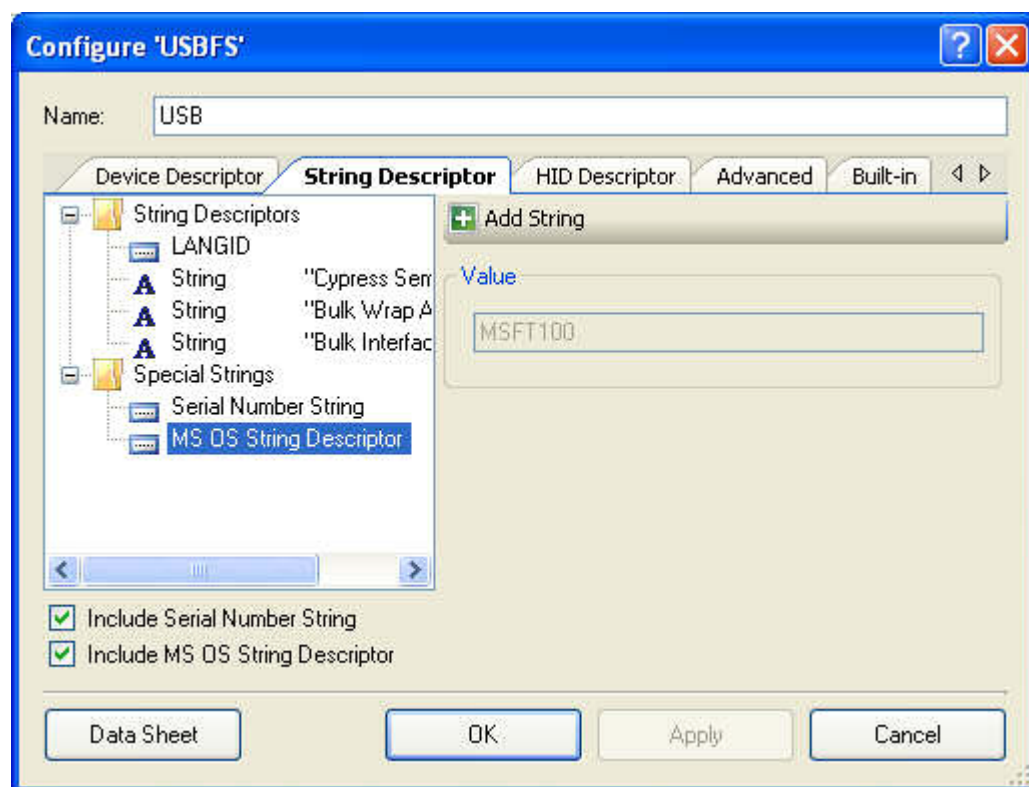 Configure 'USBFS'
Name: USB
Device Descriptor String Descriptor HID Descriptor Advanced Built-in
String Descriptors
Add String
LANGID
String "Cypress Sem
Value
String "Bulk Wrap A
MSFT100
String "Bulk Interfac
Special Strings
Serial Number String
MS OS String Descriptor
Include Serial Number String
Include MS OS String Descriptor
Data Sheet OK Apply Cancel